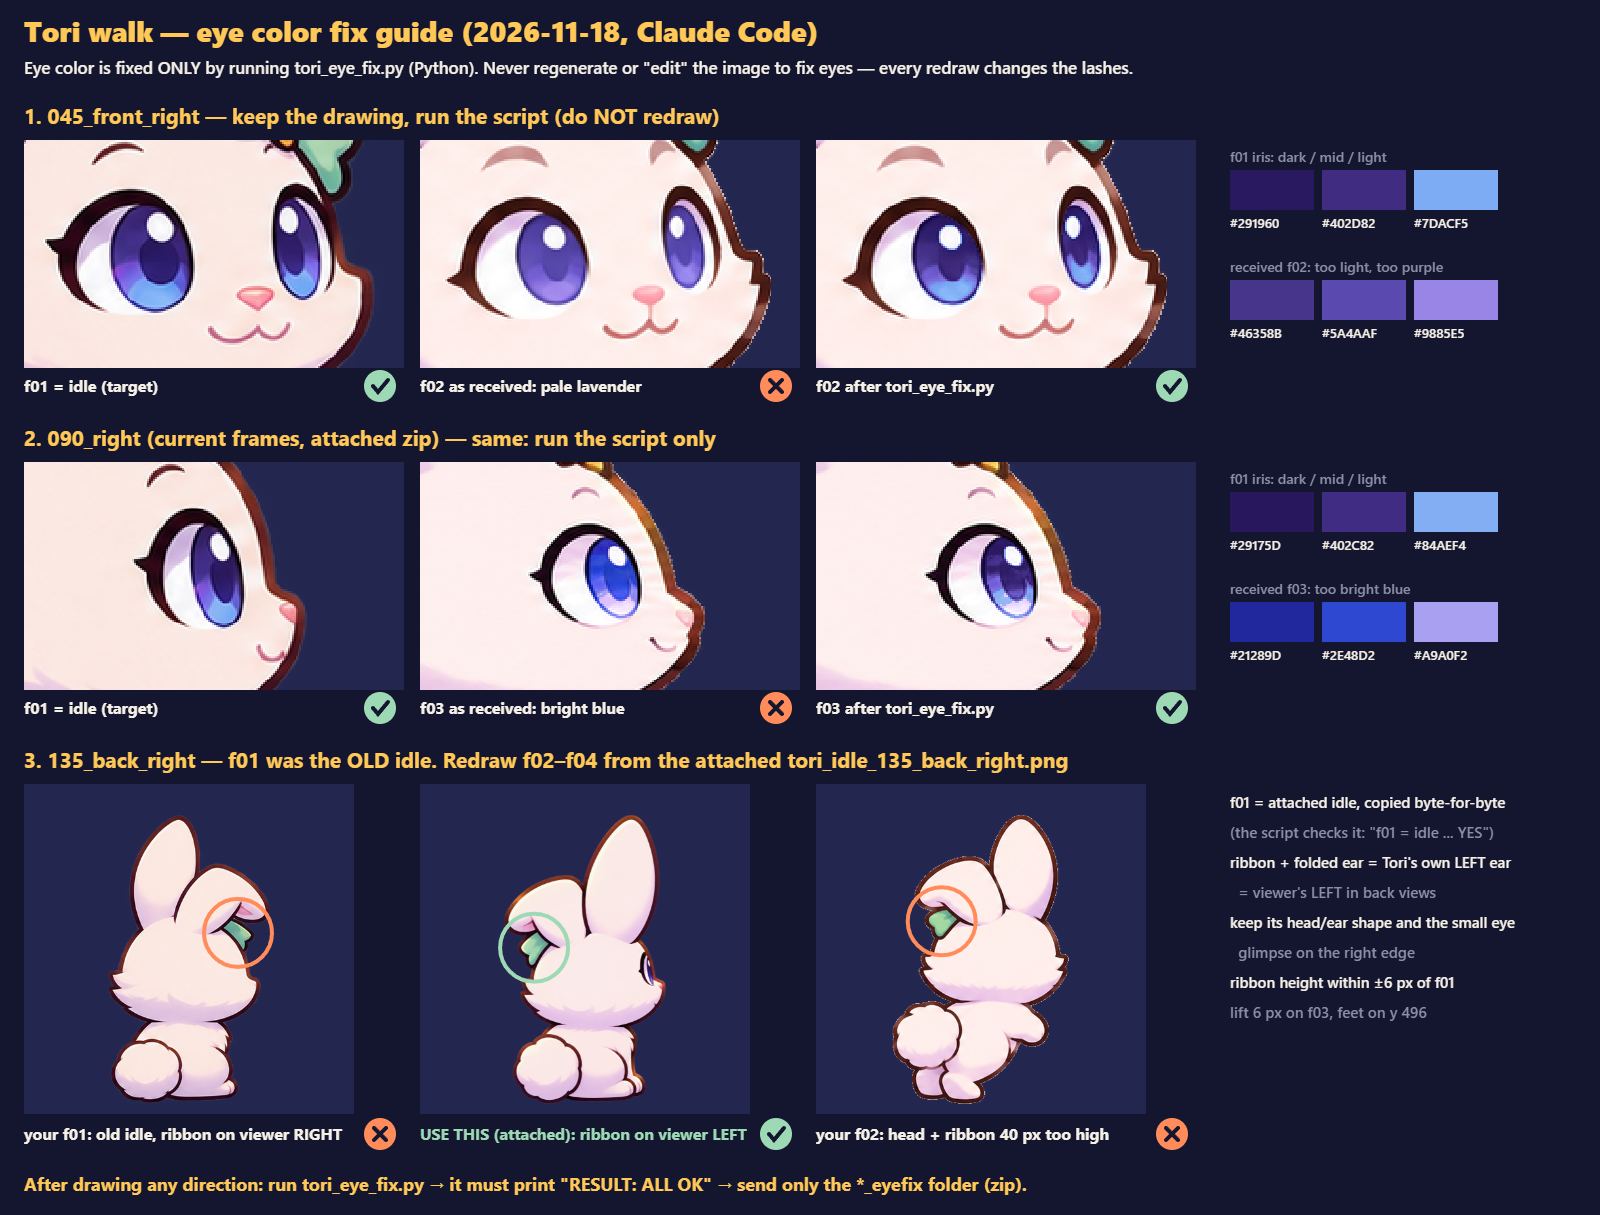 Tori walk — eye color fix guide (2026-11-18, Claude Code)
Eye color is fixed ONLY by running tori_eye_fix.py (Python). Never regenerate or "edit" the image to fix eyes — every redraw changes the lashes.
1. 045_front_right — keep the drawing, run the script (do NOT redraw)
f01 = idle (target)
f02 as received: pale lavender
f02 after tori_eye_fix.py
f01 iris: dark / mid / light
#291960 #402D82 #7DACF5
received f02: too light, too purple
#46358B #5A4AAF #9885E5
2. 090_right (current frames, attached zip) — same: run the script only
f01 = idle (target)
f03 as received: bright blue
f03 after tori_eye_fix.py
f01 iris: dark / mid / light
#29175D #402C82 #84AEF4
received f03: too bright blue
#21289D #2E48D2 #A9A0F2
3. 135_back_right — f01 was the OLD idle. Redraw f02–f04 from the attached tori_idle_135_back_right.png
your f01: old idle, ribbon on viewer RIGHT
USE THIS (attached): ribbon on viewer LEFT
your f02: head + ribbon 40 px too high
f01 = attached idle, copied byte-for-byte
(the script checks it: "f01 = idle ... YES")
ribbon + folded ear = Tori's own LEFT ear
= viewer's LEFT in back views
keep its head/ear shape and the small eye
glimpse on the right edge
ribbon height within ±6 px of f01
lift 6 px on f03, feet on y 496
After drawing any direction: run tori_eye_fix.py → it must print "RESULT: ALL OK" → send only the *_eyefix folder (zip).